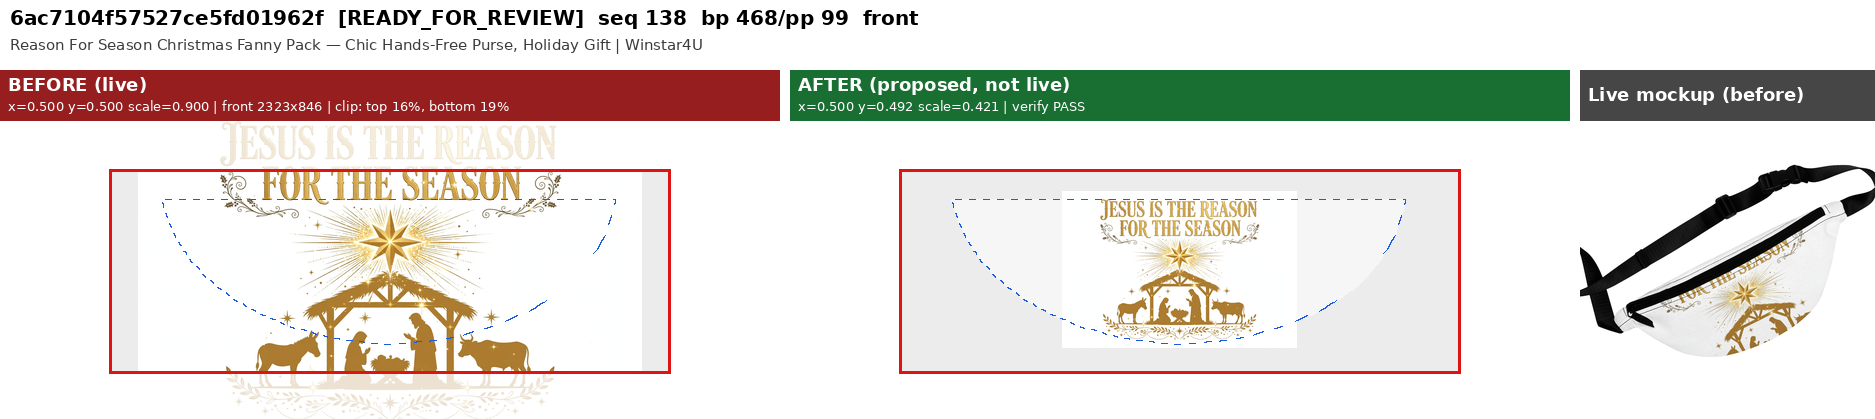 6ac7104f57527ce5fd01962f [READY_FOR_REVIEW] seq 138 bp 468/pp 99 front
Reason For Season Christmas Fanny Pack — Chic Hands-Free Purse, Holiday Gift | Winstar4U
BEFORE (live)
x=0.500 y=0.500 scale=0.900 | front 2323x846 | clip: top 16%, bottom 19%
JESUS IS THE REASON
FOR THE SEASON
AFTER (proposed, not live)
x=0.500 y=0.492 scale=0.421 | verify PASS
JESUS IS THE REASON
FOR THE SEASON
Live mockup (before)
FOR THE SEASON